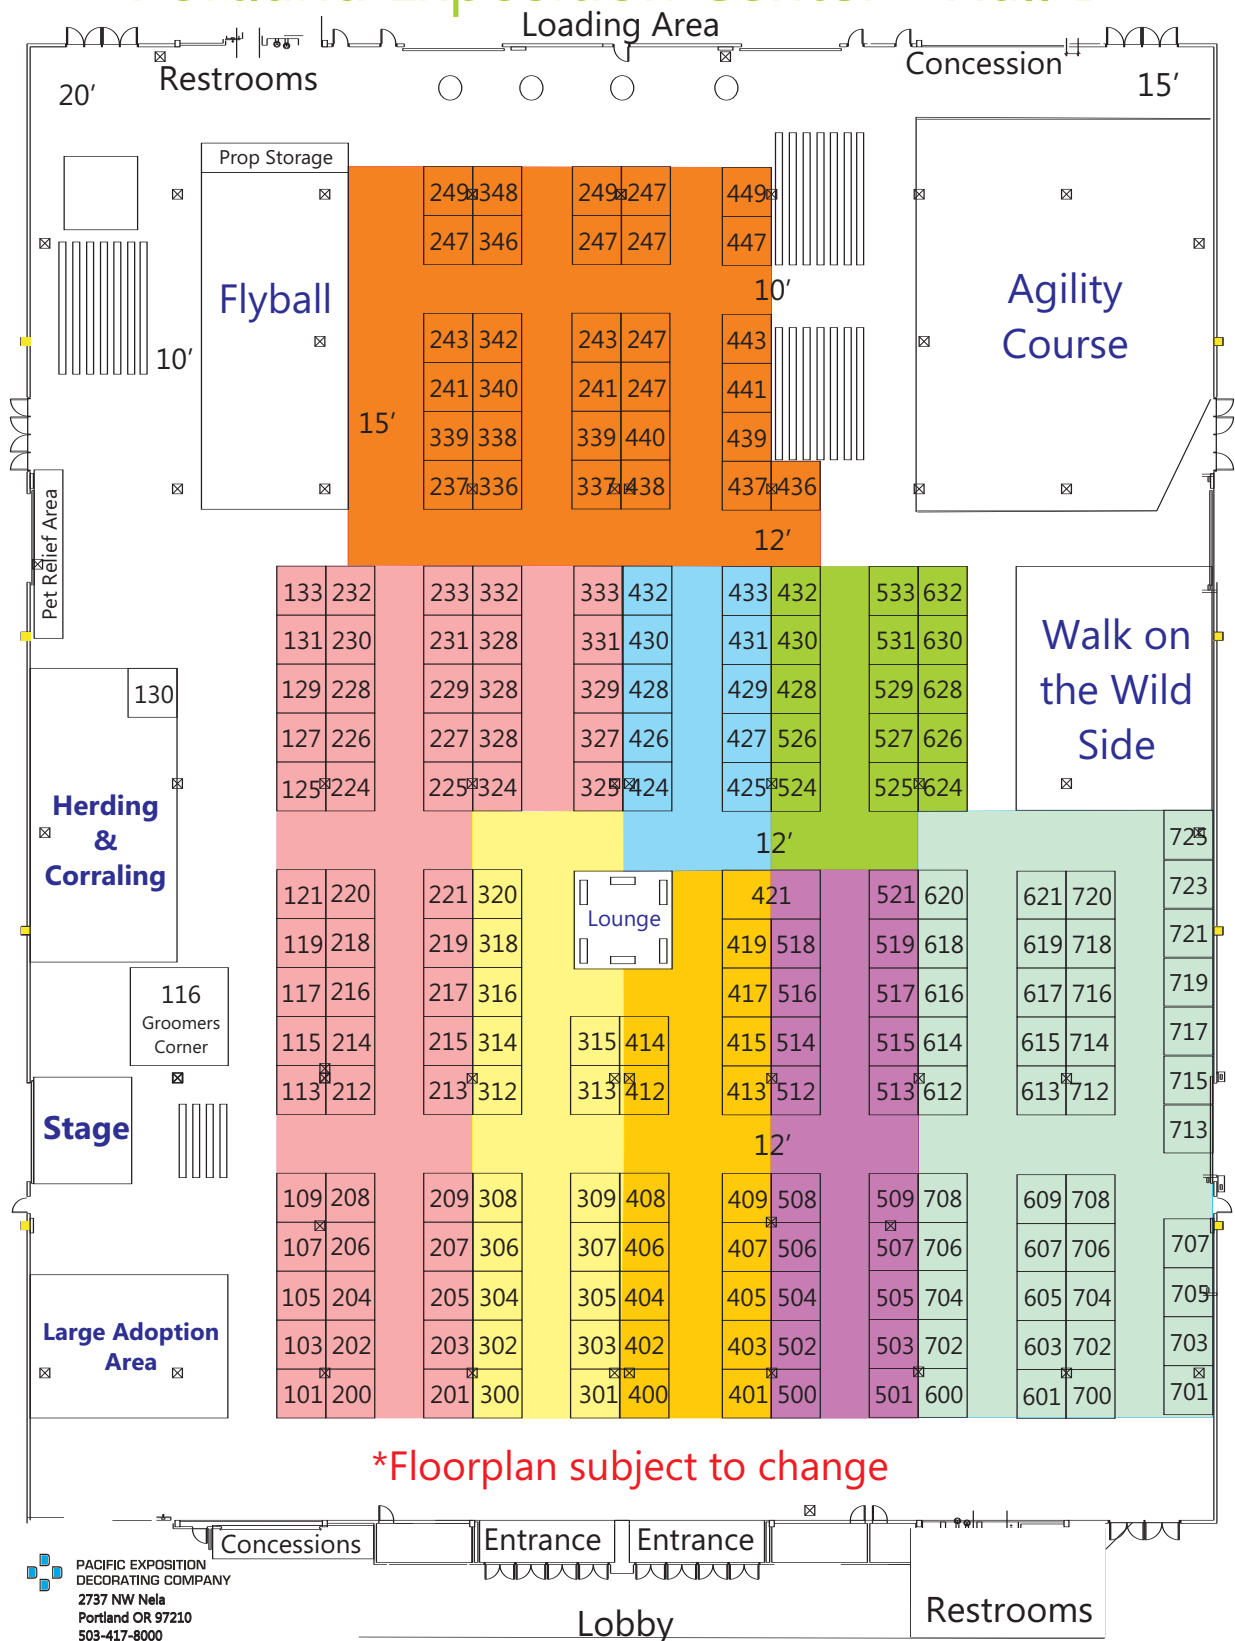 Loading Area
Restrooms
Concession
20′
15′
Prop Storage
249 348 249 247 449
247 346 247 247 447
Flyball
10′
Agility
Course
243 342 243 247 443
10′
241 340 241 247 441
15′
339 338 339 440 439
237 336 337 438 437 436
12′
Pet Relief Area
133 232 233 332 333 432 433 432 533 632
131 230 231 328 331 430 431 430 531 630
Walk on
the Wild
Side
130
129 228 229 328 329 428 429 428 529 628
127 226 227 328 327 426 427 526 527 626
125 224 225 324 325 424 425 524 525 624
Herding
&
Corraling
12′
725
121 220 221 320 421 521 620 621 720 723
Lounge
119 218 219 318 419 518 519 618 619 718 721
117 216 217 316 417 516 517 616 617 716 719
116
Groomers
Corner
115 214 215 314 315 414 415 514 515 614 615 714 717
113 212 213 312 313 412 413 512 513 612 613 712 715
Stage
12′
713
109 208 209 308 309 408 409 508 509 708 609 708
107 206 207 306 307 406 407 506 507 706 607 706 707
105 204 205 304 305 404 405 504 505 704 605 704 705
Large Adoption
Area
103 202 203 302 303 402 403 502 503 702 603 702 703
101 200 201 300 301 400 401 500 501 600 601 700 701
*Floorplan subject to change
Concessions
Entrance
Entrance
Restrooms
Lobby
PACIFIC EXPOSITION
DECORATING COMPANY
2737 NW Nela
Portland OR 97210
503-417-8000